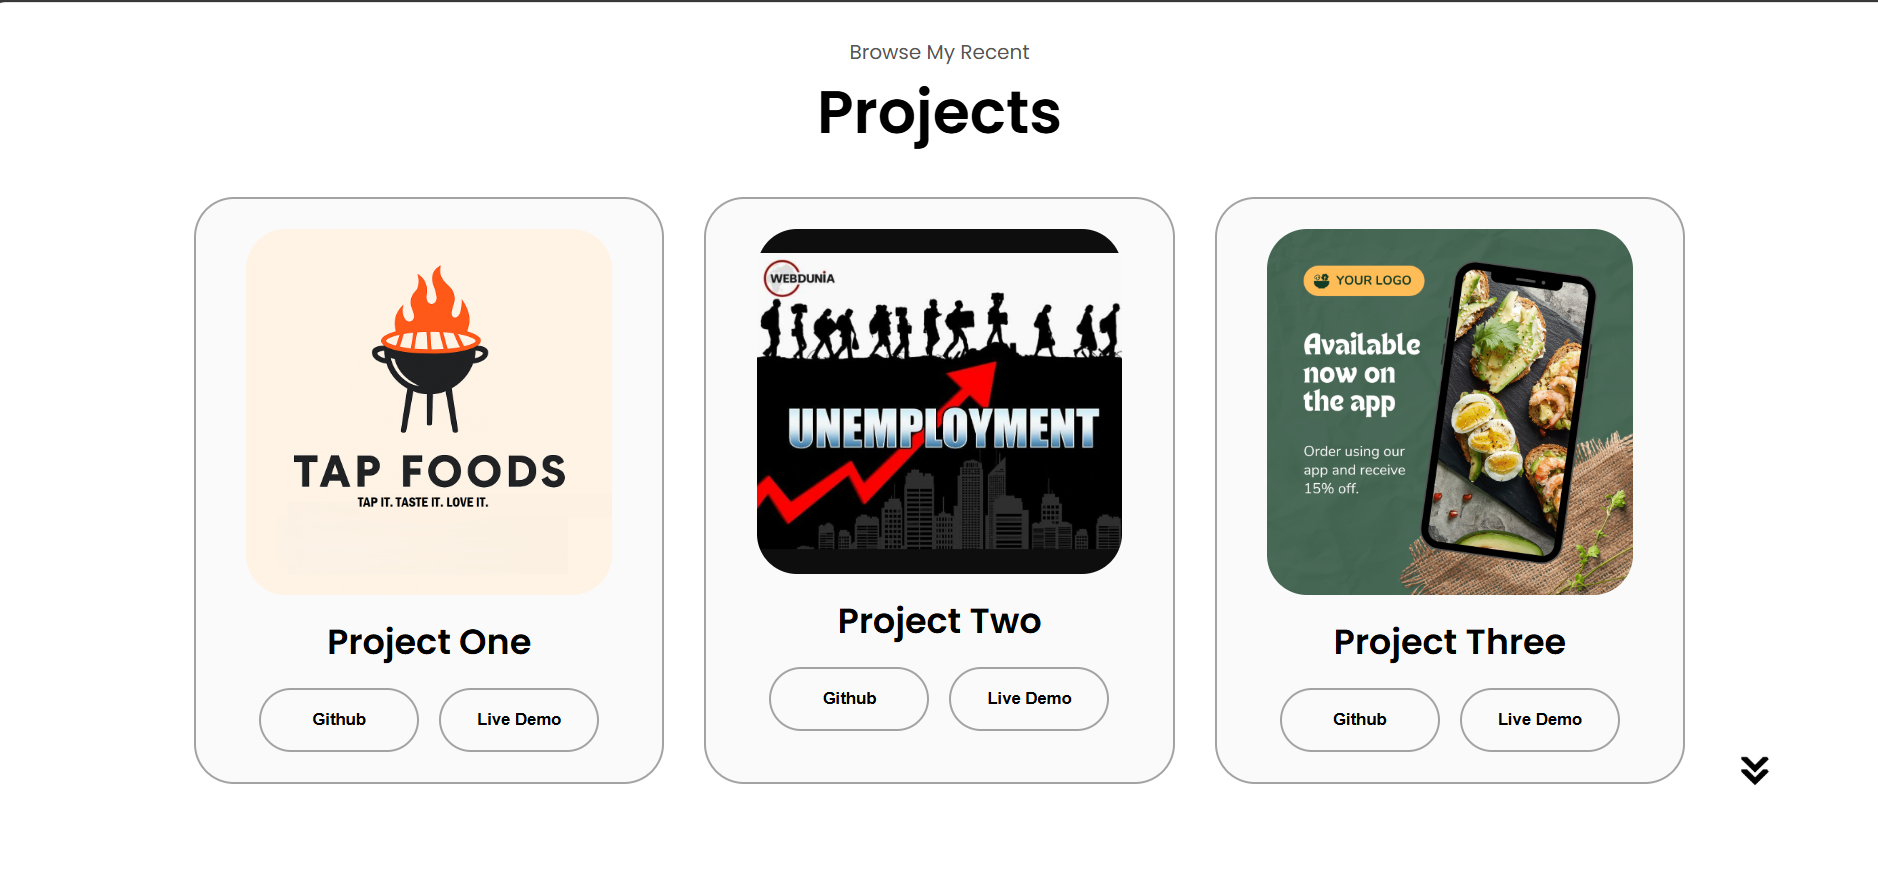 Browse My Recent
Projects
TAP FOODS
TAP IT. TASTE IT. LOVE IT.
Project One
Github
Live Demo
WEBDUNIA
UNEMPLOYMENT
Project Two
Github
Live Demo
YOUR LOGO
Available
now on
the app
Order using our
app and receive
15% off.
Project Three
Github
Live Demo